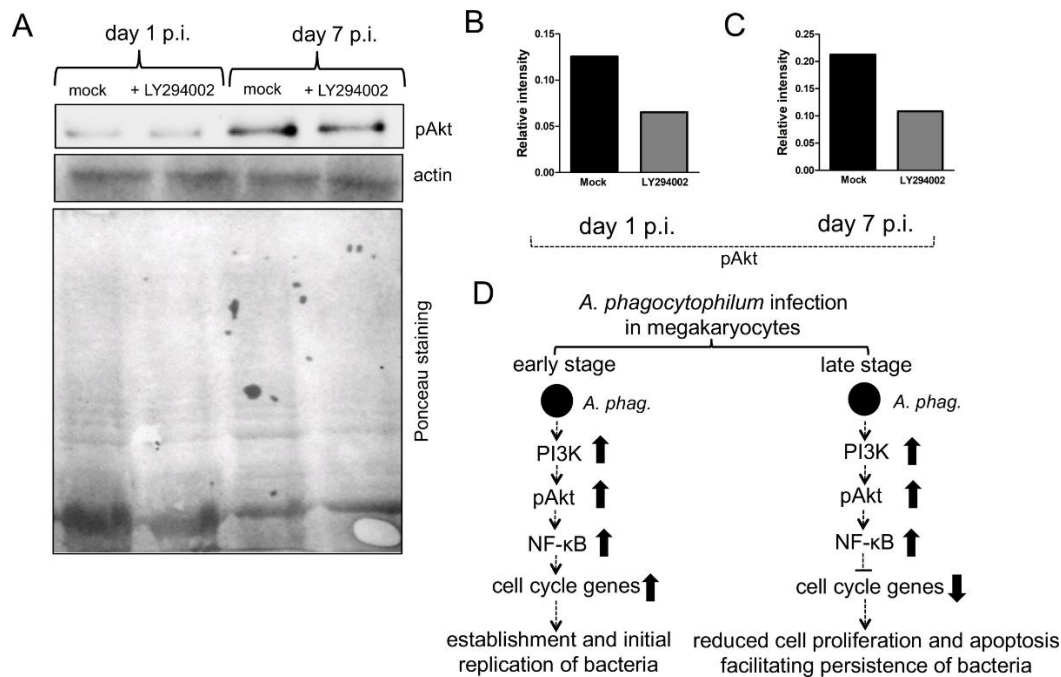 A
day 1 p.i.
day 7 p.i.
mock
+ LY294002
mock
+ LY294002
pAkt
actin
Ponceau staining
B
Relative intensity
0.15
0.10
0.05
0.00
Mock
LY294002
day 1 p.i.
C
Relative intensity
0.25
0.20
0.15
0.10
0.05
0.00
Mock
LY294002
day 7 p.i.
pAkt
D
A. phagocytophilum infection
in megakaryocytes
early stage
A. phag.
PI3K
pAkt
NF-κB
cell cycle genes
establishment and initial
replication of bacteria
late stage
A. phag.
PI3K
pAkt
NF-κB
cell cycle genes
reduced cell proliferation and apoptosis
facilitating persistence of bacteria